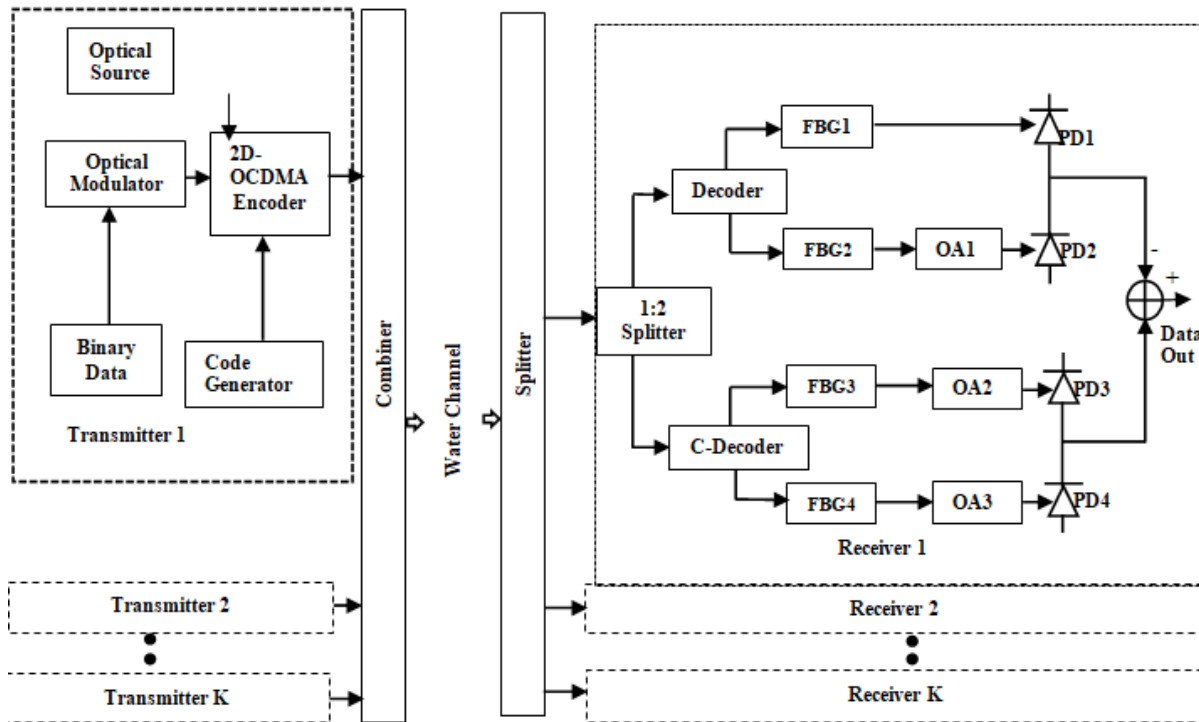 Optical
Source
Optical
Modulator
2D-
OCDMA
Encoder
Binary
Data
Code
Generator
Transmitter 1
Transmitter 2
Transmitter K
Combiner
Water Channel
Splitter
1:2
Splitter
Decoder
FBG1
PD1
FBG2
OA1
PD2
C-Decoder
FBG3
OA2
PD3
FBG4
OA3
PD4
-
+
Data
Out
Receiver 1
Receiver 2
Receiver K